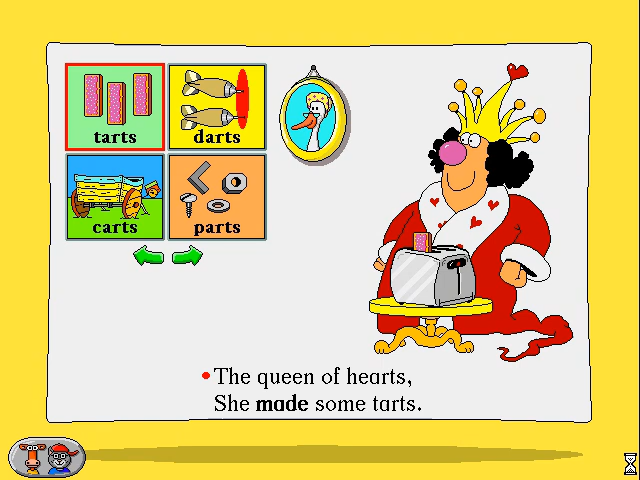 tarts
darts
carts
parts
The queen of hearts,
She made some tarts.